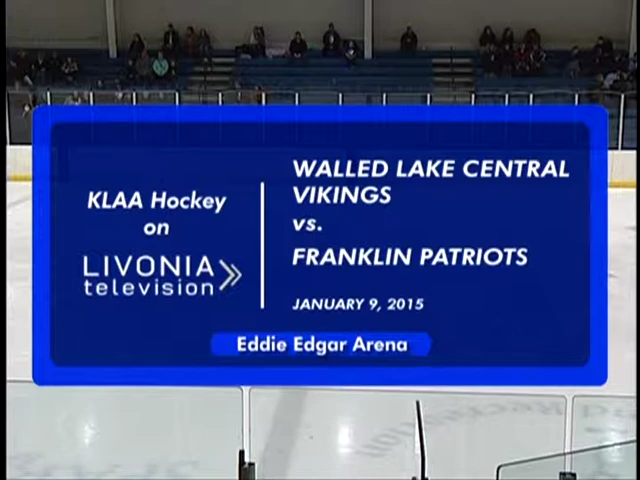 KLAA Hockey
on
LIVONIA
television
WALLED LAKE CENTRAL
VIKINGS
vs.
FRANKLIN PATRIOTS
JANUARY 9, 2015
Eddie Edgar Arena